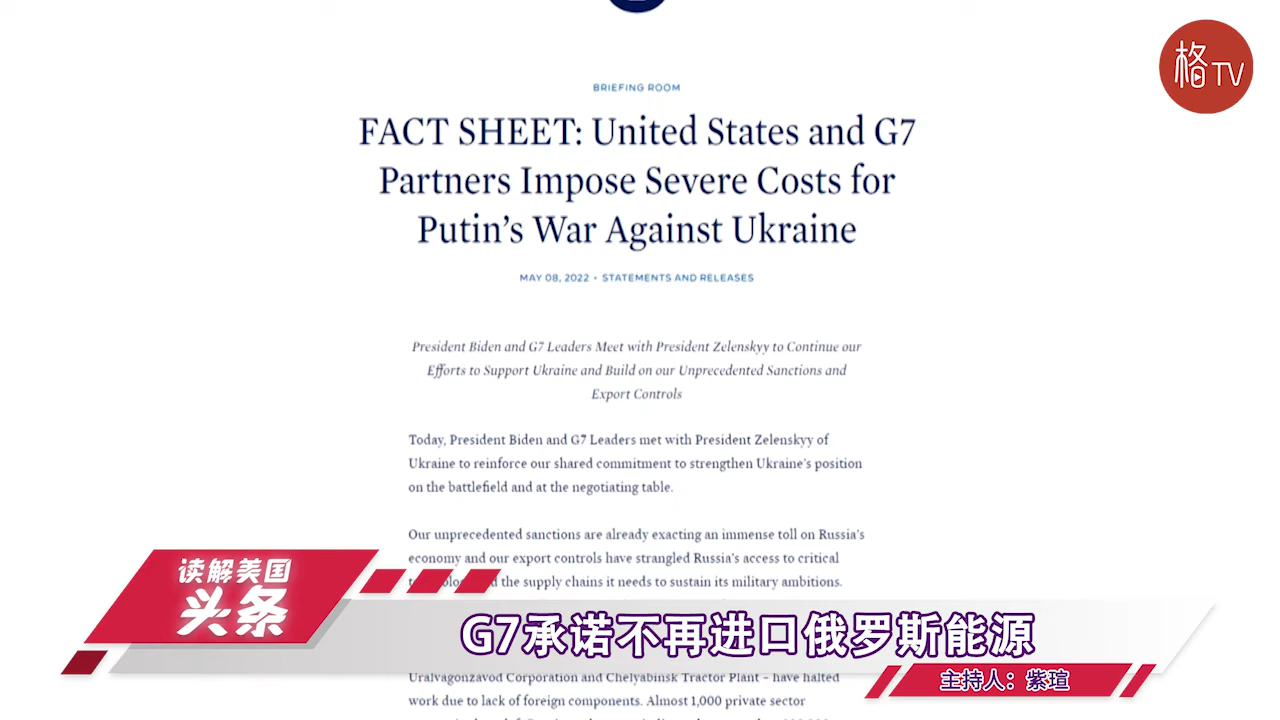 格TV
BRIEFING ROOM
FACT SHEET: United States and G7
Partners Impose Severe Costs for
Putin's War Against Ukraine
MAY 08, 2022 • STATEMENTS AND RELEASES
President Biden and G7 Leaders Meet with President Zelenskyy to Continue our
Efforts to Support Ukraine and Build on our Unprecedented Sanctions and
Export Controls
Today, President Biden and G7 Leaders met with President Zelenskyy of
Ukraine to reinforce our shared commitment to strengthen Ukraine's position
on the battlefield and at the negotiating table.
Our unprecedented sanctions are already exacting an immense toll on Russia's
economy and our export controls have strangled Russia's access to critical
the supply chains it needs to sustain its military ambitions.
读解美国
头条
G7承诺不再进口俄罗斯能源
主持人：紫瑄
Uralvagonzavod Corporation and Chelyabinsk Tractor Plant – have halted
work due to lack of foreign components. Almost 1,000 private sector